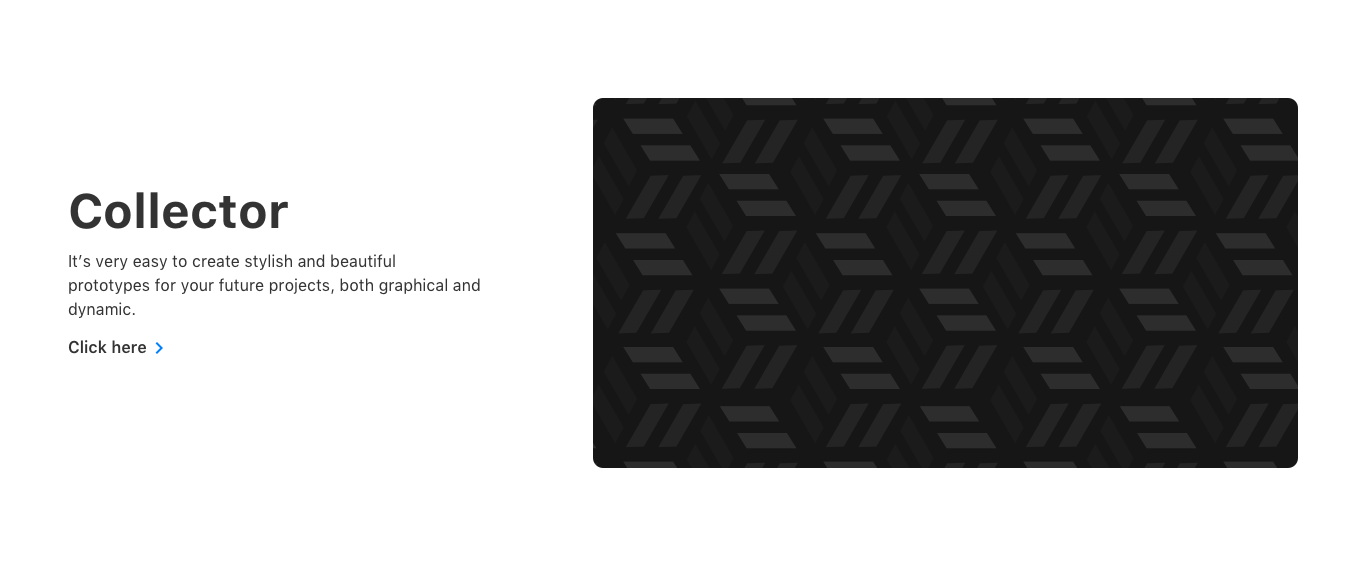 Collector
It’s very easy to create stylish and beautiful
prototypes for your future projects, both graphical and
dynamic.
Click here